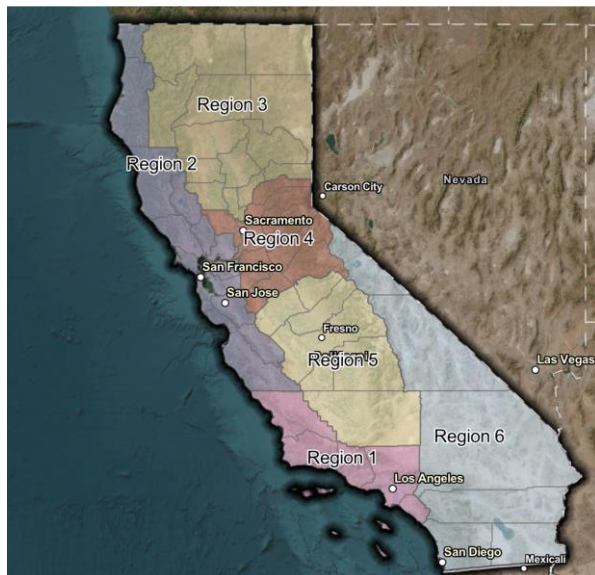 Region 3
Region 2
Carson City
Nevada
Sacramento
Region 4
San Francisco
San Jose
Fresno
Region 5
Las Vegas
Region 6
Region 1
Los Angeles
San Diego
Mexicali